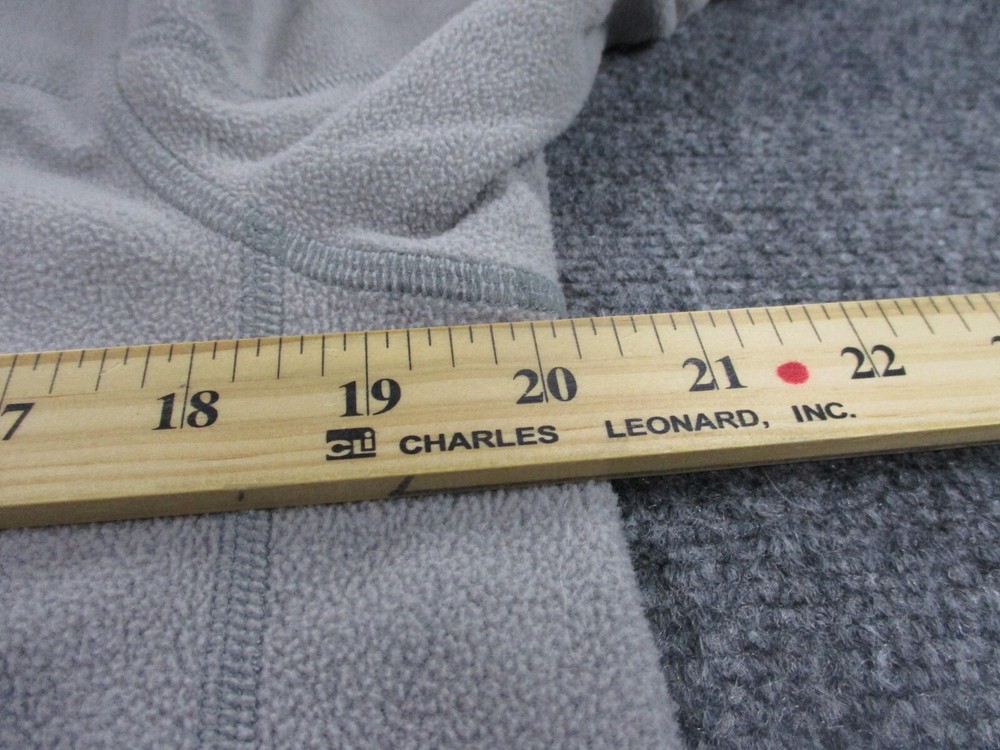 7 18 19 20 21 22
CLI CHARLES LEONARD, INC.